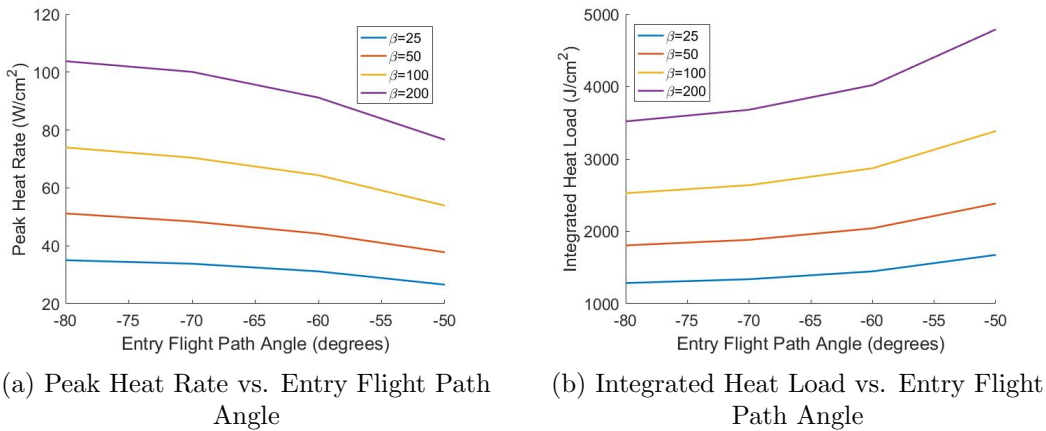 120
100
80
60
40
20
Peak Heat Rate (W/cm²)
β=25
β=50
β=100
β=200
-80 -75 -70 -65 -60 -55 -50
Entry Flight Path Angle (degrees)
(a) Peak Heat Rate vs. Entry Flight Path
Angle
5000
4000
3000
2000
1000
Integrated Heat Load (J/cm²)
β=25
β=50
β=100
β=200
-80 -75 -70 -65 -60 -55 -50
Entry Flight Path Angle (degrees)
(b) Integrated Heat Load vs. Entry Flight
Path Angle